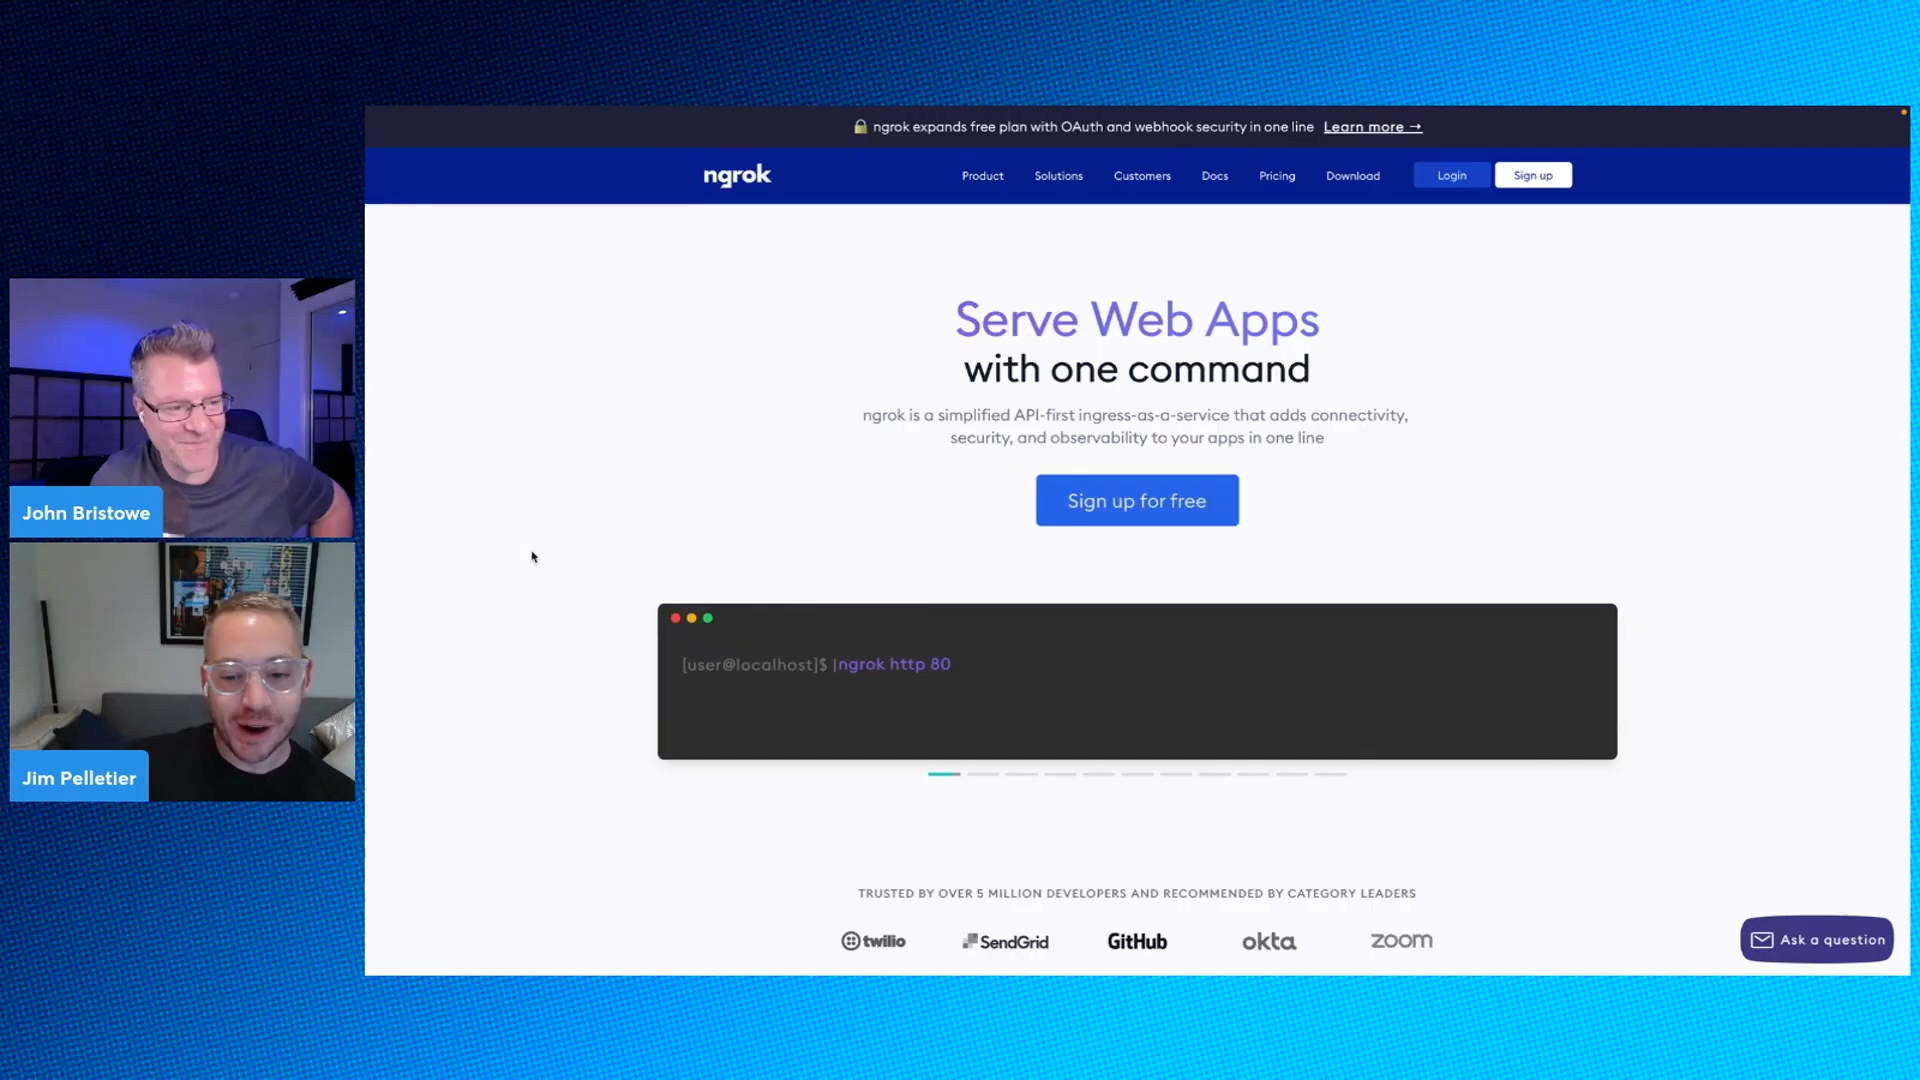 ngrok expands free plan with OAuth and webhook security in one line Learn more →
ngrok
Product Solutions Customers Docs Pricing Download Login Sign up
Serve Web Apps
with one command
ngrok is a simplified API-first ingress-as-a-service that adds connectivity,
security, and observability to your apps in one line
Sign up for free
John Bristowe
[user@localhost]$ |ngrok http 80
Jim Pelletier
TRUSTED BY OVER 5 MILLION DEVELOPERS AND RECOMMENDED BY CATEGORY LEADERS
twilio SendGrid GitHub okta zoom
Ask a question